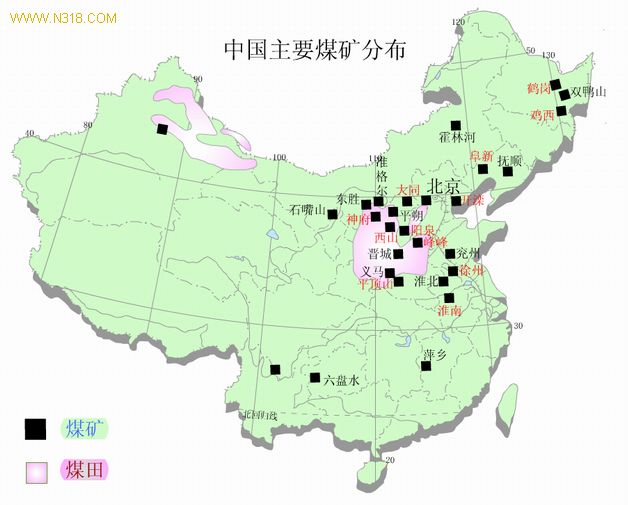 WWW.N318.COM
中国主要煤矿分布
120
50
130
90
鹤岗
双鸭山
鸡西
80
40
霍林河
100
110
准格尔
阜新
抚顺
大同
北京
东胜
开滦
石嘴山
神府
平朔
西山
阳泉
峰峰
晋城
兖州
义马
徐州
平顶山
淮北
淮南
30
萍乡
六盘水
北回归线
煤矿
煤田
20